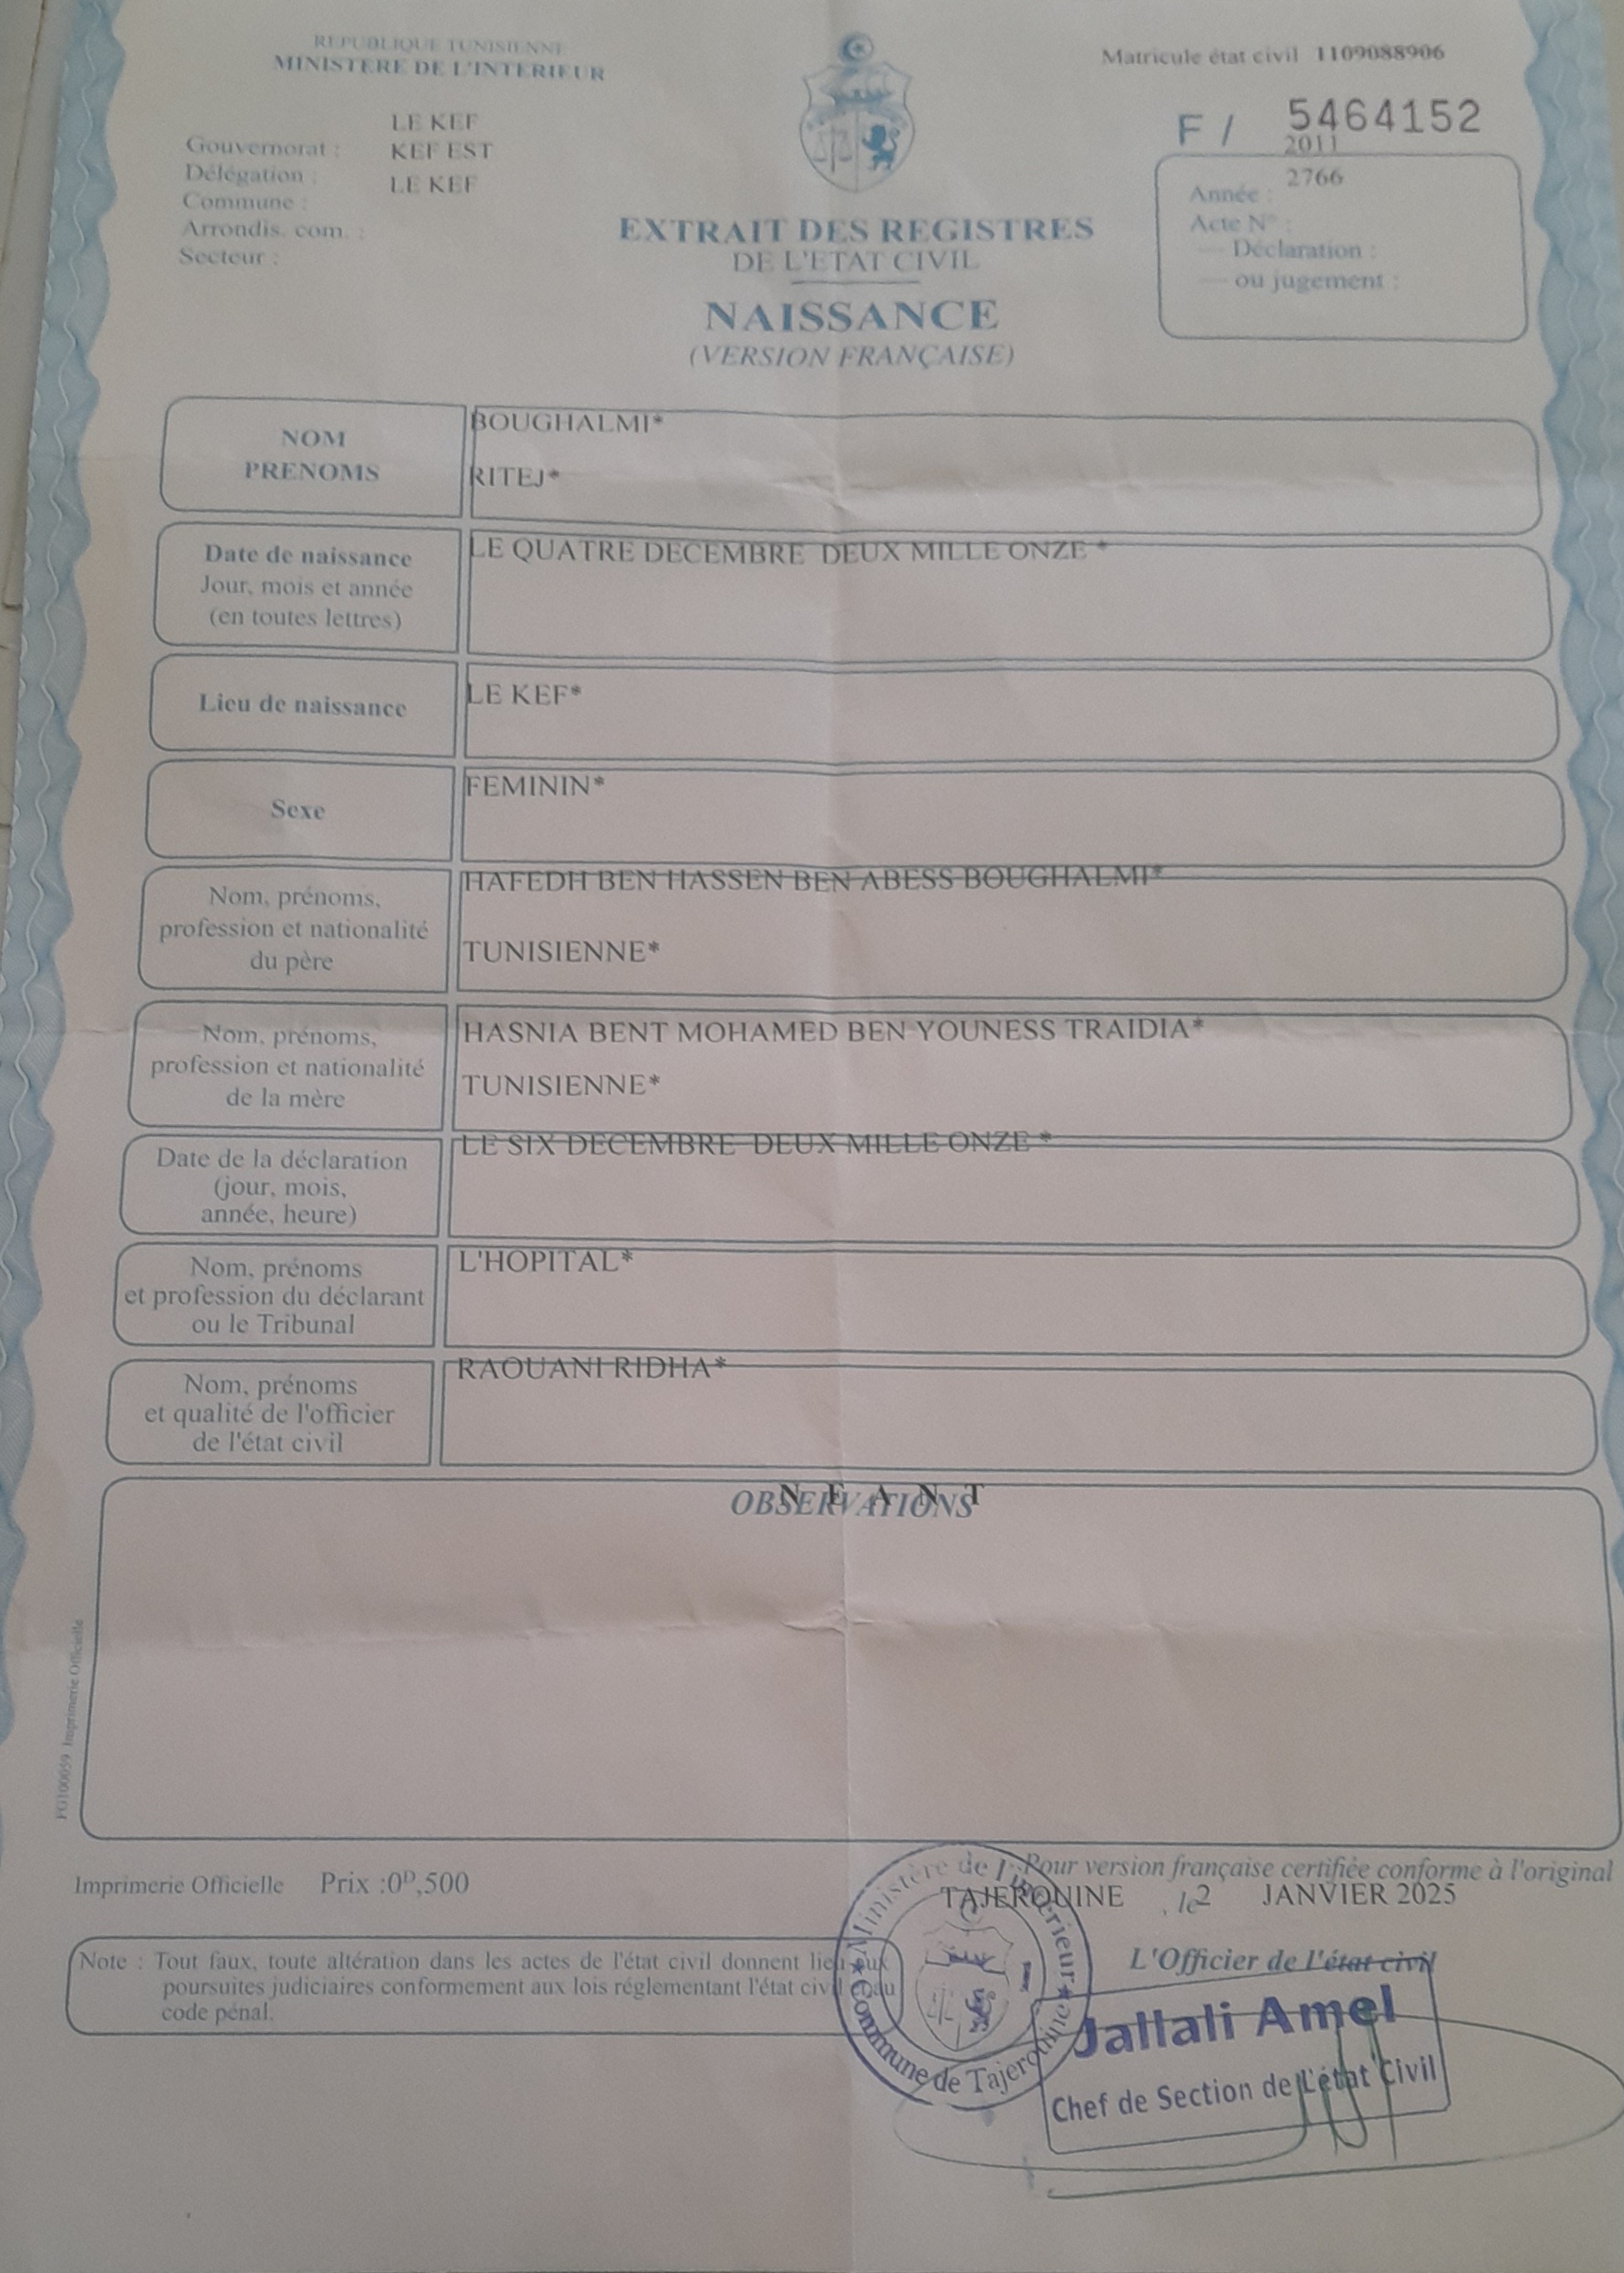 REPUBLIQUE TUNISIENNE
MINISTERE DE L'INTERIEUR
Matricule état civil 1109088906
F / 5464152
LE KEF
Gouvernorat : KEF EST
Délégation : LE KEF
Commune :
Arrondis. com. :
Secteur :
2011
2766
Année :
Acte N° :
— Déclaration :
— ou jugement :
EXTRAIT DES REGISTRES
DE L'ETAT CIVIL
NAISSANCE
(VERSION FRANÇAISE)
NOM
PRENOMS
BOUGHALMI*
RITEJ*
Date de naissance
Jour, mois et année
(en toutes lettres)
LE QUATRE DECEMBRE DEUX MILLE ONZE *
Lieu de naissance
LE KEF*
Sexe
FEMININ*
Nom, prénoms,
profession et nationalité
du père
HAFEDH BEN HASSEN BEN ABESS BOUGHALMI*
TUNISIENNE*
Nom, prénoms,
profession et nationalité
de la mère
HASNIA BENT MOHAMED BEN YOUNESS TRAIDIA*
TUNISIENNE*
Date de la déclaration
(jour, mois,
année, heure)
LE SIX DECEMBRE DEUX MILLE ONZE *
Nom, prénoms
et profession du déclarant
ou le Tribunal
L'HOPITAL*
Nom, prénoms
et qualité de l'officier
de l'état civil
RAOUANI RIDHA*
OBSERVATIONS
N E A N T
FG100059 Imprimerie Officielle
Imprimerie Officielle Prix :0ᴰ,500
Pour version française certifiée conforme à l'original
TAJEROUINE , le 2 JANVIER 2025
Note : Tout faux, toute altération dans les actes de l'état civil donnent lieu aux
poursuites judiciaires conformement aux lois réglementant l'état civil et au
code pénal.
L'Officier de l'état civil
Ministère de l'intérieur
Commune de Tajerouine
Jallali Amel
Chef de Section de L'état Civil